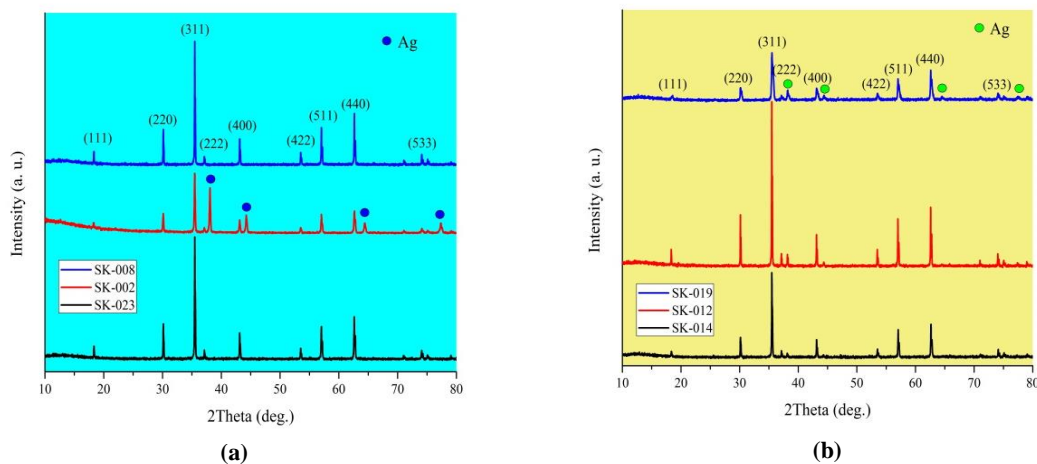 (311)
Ag
(111)
(220)
(222)
(400)
(422)
(511)
(440)
(533)
SK-008
SK-002
SK-023
Intensity (a. u.)
10 20 30 40 50 60 70 80
2Theta (deg.)
(a)
(311)
Ag
(111)
(220)
(222)
(400)
(422)
(511)
(440)
(533)
SK-019
SK-012
SK-014
Intensity (a. u.)
10 20 30 40 50 60 70 80
2Theta (deg.)
(b)